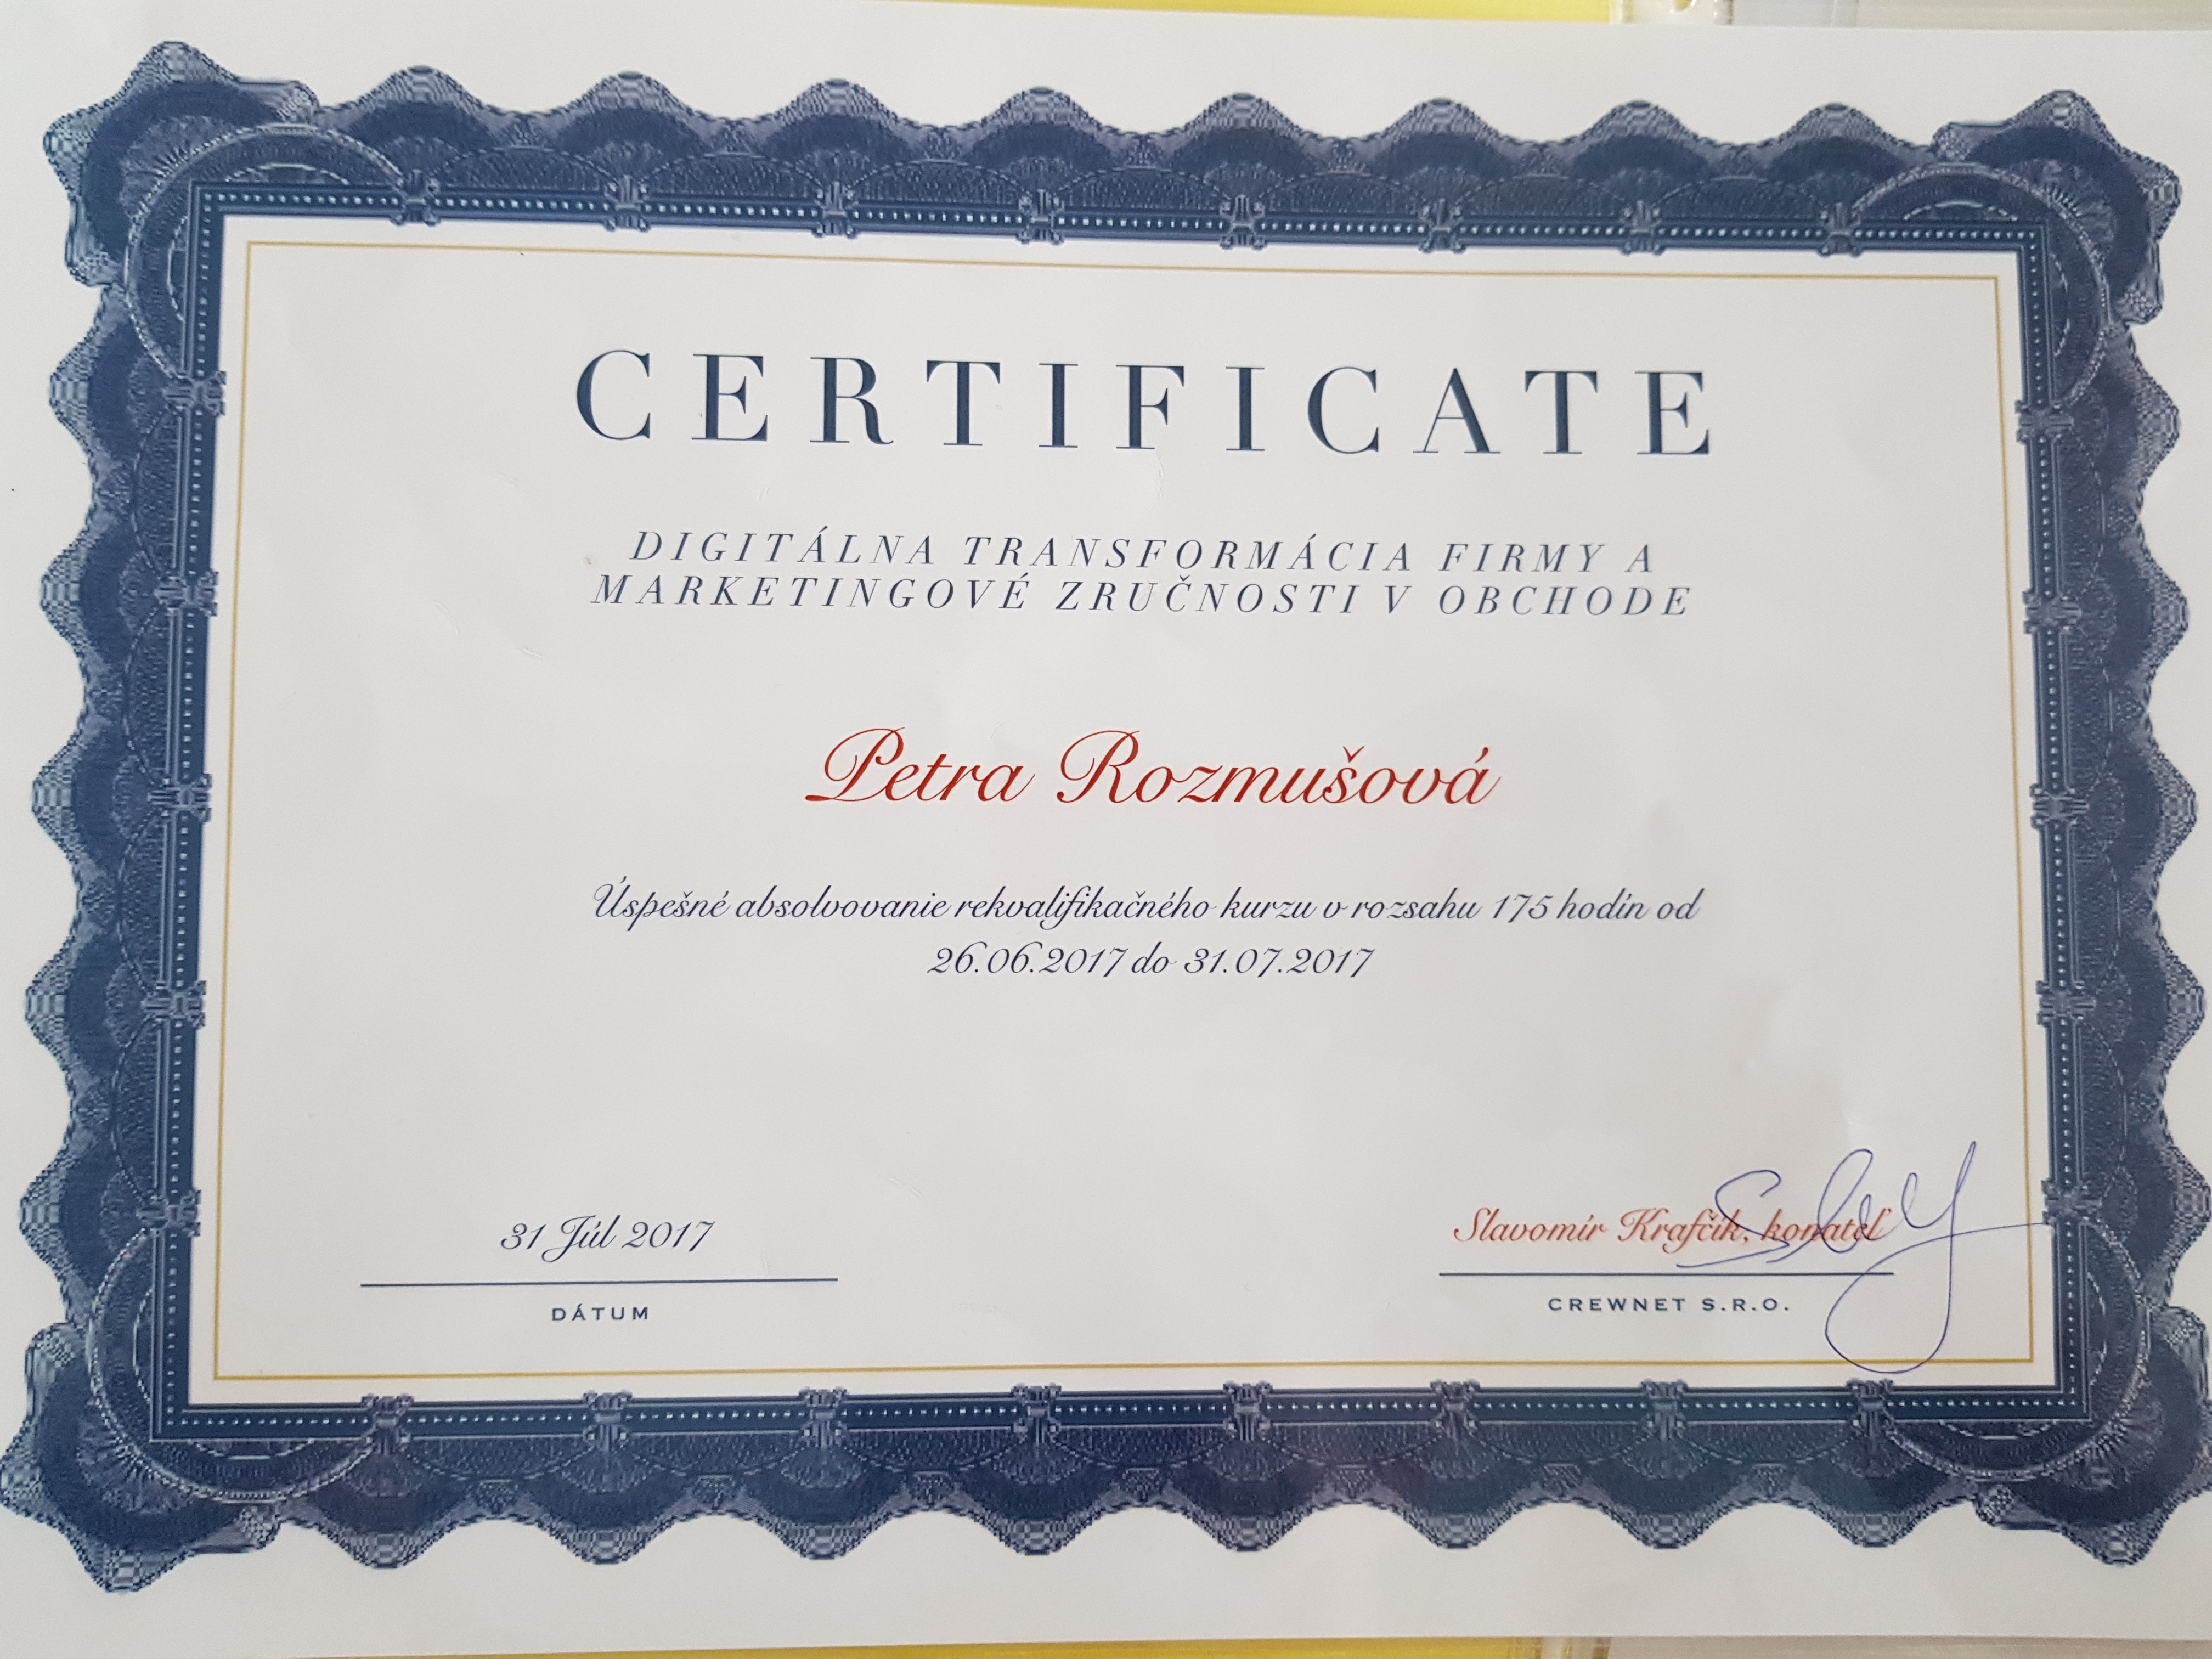 CERTIFICATE
DIGITÁLNA TRANSFORMÁCIA FIRMY A
MARKETINGOVÉ ZRUČNOSTI V OBCHODE
Petra Rozmušová
Úspešné absolvovanie rekvalifikačného kurzu v rozsahu 175 hodín od
26.06.2017 do 31.07.2017
31 Júl 2017
DÁTUM
Slavomír Krafčík, konateľ
CREWNET S.R.O.